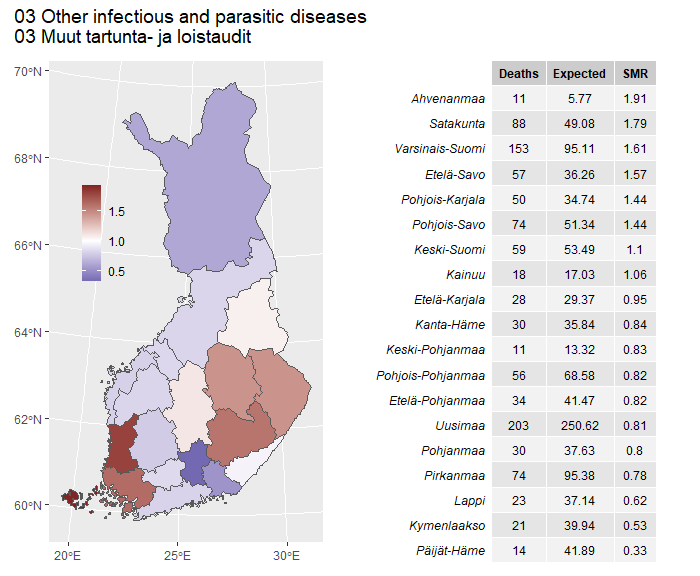 03 Other infectious and parasitic diseases
03 Muut tartunta- ja loistaudit
70°N
68°N
66°N
64°N
62°N
60°N
20°E
25°E
30°E
1.5
1.0
0.5
Deaths Expected SMR
Ahvenanmaa 11 5.77 1.91
Satakunta 88 49.08 1.79
Varsinais-Suomi 153 95.11 1.61
Etelä-Savo 57 36.26 1.57
Pohjois-Karjala 50 34.74 1.44
Pohjois-Savo 74 51.34 1.44
Keski-Suomi 59 53.49 1.1
Kainuu 18 17.03 1.06
Etelä-Karjala 28 29.37 0.95
Kanta-Häme 30 35.84 0.84
Keski-Pohjanmaa 11 13.32 0.83
Pohjois-Pohjanmaa 56 68.58 0.82
Etelä-Pohjanmaa 34 41.47 0.82
Uusimaa 203 250.62 0.81
Pohjanmaa 30 37.63 0.8
Pirkanmaa 74 95.38 0.78
Lappi 23 37.14 0.62
Kymenlaakso 21 39.94 0.53
Päijät-Häme 14 41.89 0.33